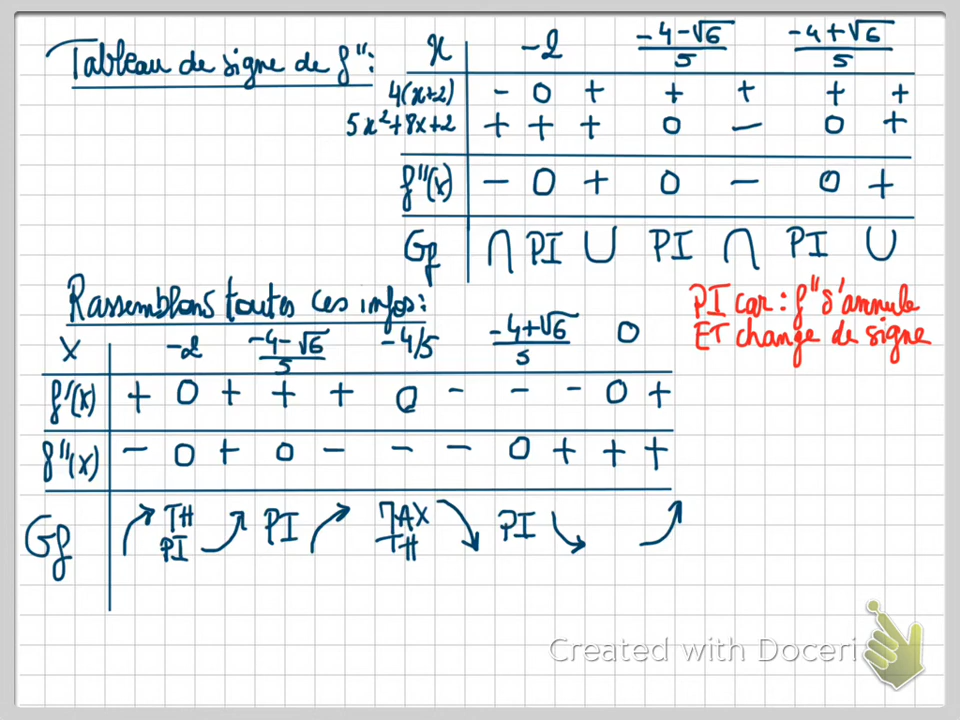 Tableau de signe de f'':
x -2 (-4-√6)/5 (-4+√6)/5
4(x+2) - 0 + + + + +
5x²+8x+2 + + + 0 - 0 +
f''(x) - 0 + 0 - 0 +
Gf ∩ PI ∪ PI ∩ PI ∪
Rassemblons toutes ces infos:
PI car: f'' s'annule
ET change de signe
X -2 (-4-√6)/5 -4/5 (-4+√6)/5 0
f'(x) + 0 + + + 0 - - - 0 +
f''(x) - 0 + 0 - - - 0 + + +
Gf TH PI PI MAX TH PI
Created with Doceri